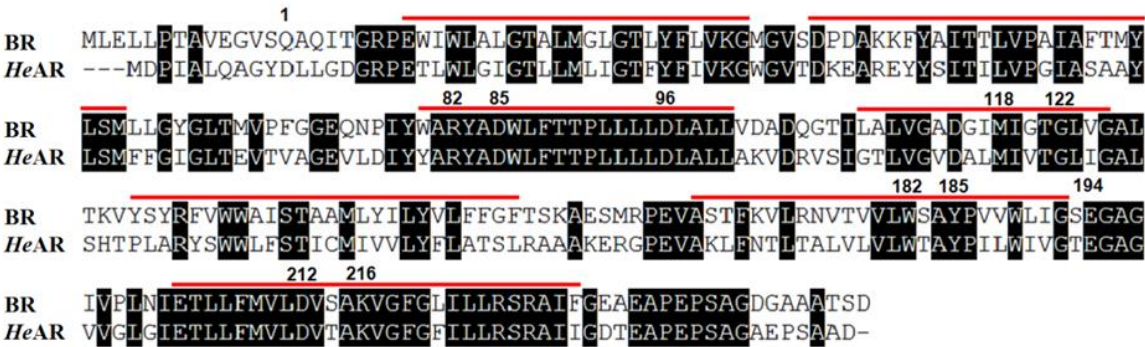 1
BR MLELLPTAVEGVSQAQITGRPEWIWLALGTALMGLGTLYFLVKGMGVSDPDAKKFYAITTLVPAIAFTMY
HeAR ---MDPIALQAGYDLLGDGRPETLWLGIGTLLMLIGTFYFIVKGWGVTDKEAREYYSITILVPGIASAAY
82 85 96 118 122
BR LSMLLGYGLTMVPFGGEQNPIYWARYADWLFTTPLLLLDLALLVDADQGTILALVGADGIMIGTGLVGAL
HeAR LSMFFGIGLTEVTVAGEVLDIYYARYADWLFTTPLLLLDLALLAKVDRVSIGTLVGVDALMIVTGLIGAL
182 185 194
BR TKVYSYRFVWWAISTAAMLYILYVLFFGFTSKAESMRPEVASTFKVLRNVTVVLWSAYPVVWLIGSEGAG
HeAR SHTPLARYSWWLFSTICMIVVLYFLATSLRAAAKERGPEVAKLFNTLTALVLVLWTAYPILWIVGTEGAG
212 216
BR IVPLNIETLLFMVLDVSAKVGFGLILLRSRAIFGEAEAPEPSAGDGAAATSD
HeAR VVGLGIETLLFMVLDVTAKVGFGFILLRSRAIIGDTEAPEPSAGAEPSAAD-